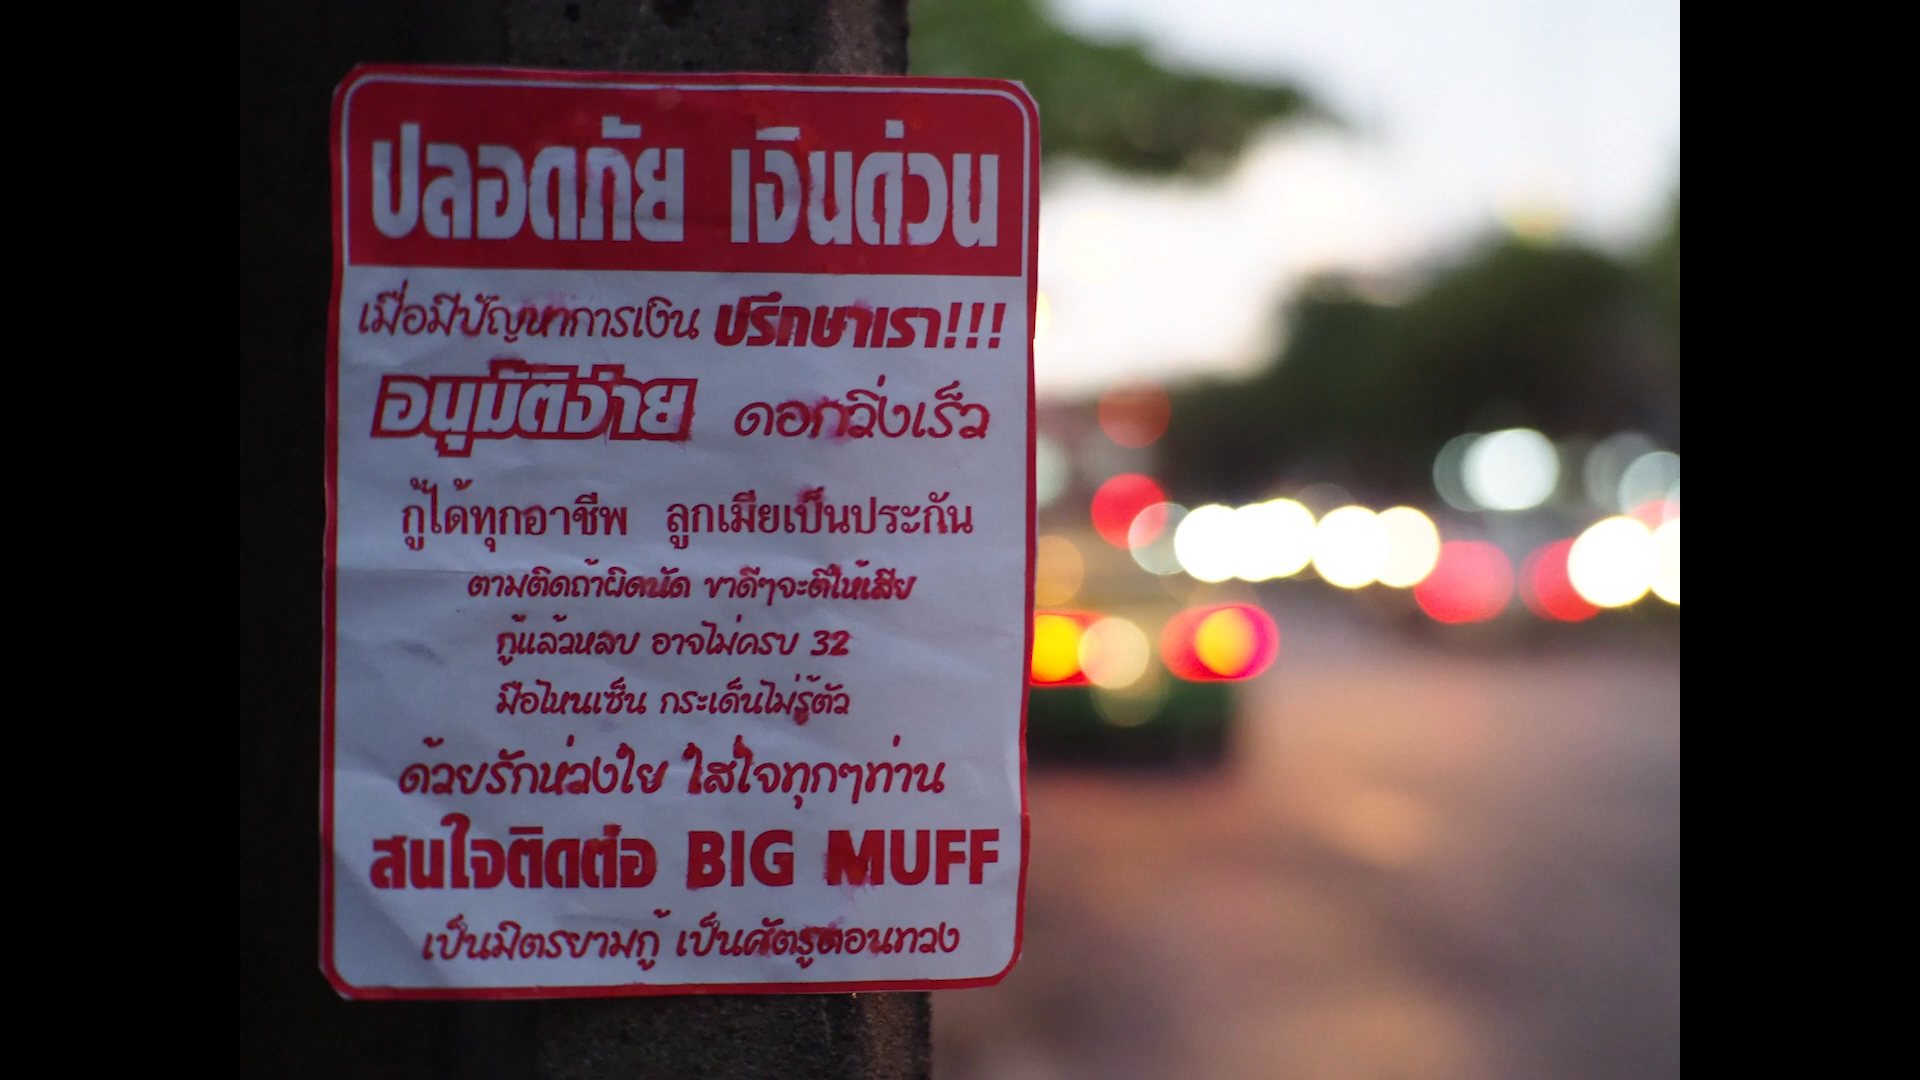 ปลอดภัย เงินด่วน
เมื่อมีปัญหาการเงิน ปรึกษาเรา!!!
อนุมัติง่าย ดอกวิ่งเร็ว
กู้ได้ทุกอาชีพ ลูกเมียเป็นประกัน
ตามติดถ้าผิดนัด ขาดีๆจะตีให้เสีย
กู้แล้วหลบ อาจไม่ครบ 32
มือไหนเซ็น กระเด็นไม่รู้ตัว
ด้วยรักห่วงใย ใส่ใจทุกๆท่าน
สนใจติดต่อ BIG MUFF
เป็นมิตรยามกู้ เป็นศัตรูตอนทวง